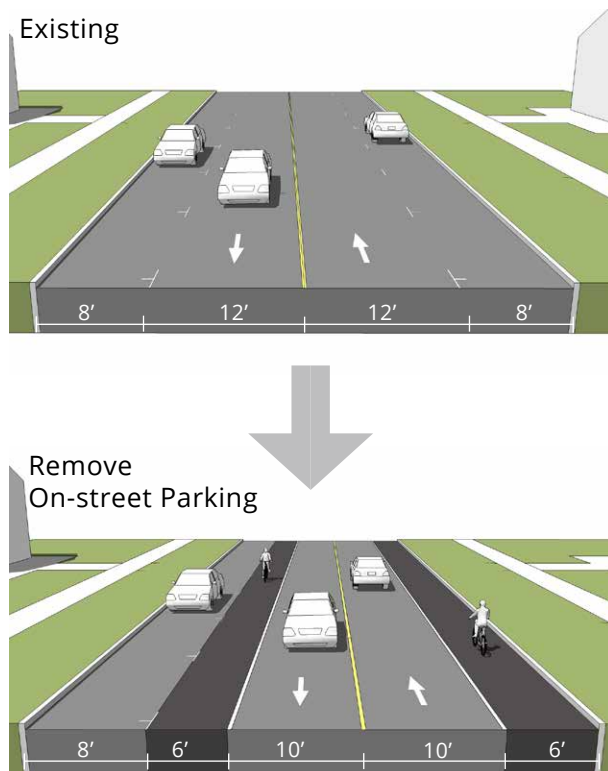 Existing
8’ 12’ 12’ 8’
Remove
On-street Parking
8’ 6’ 10’ 10’ 6’